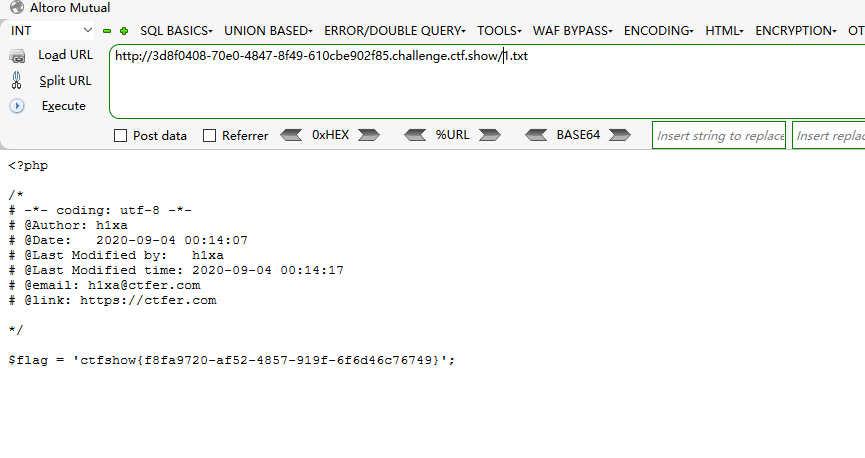 Altoro Mutual
INT SQL BASICS UNION BASED ERROR/DOUBLE QUERY TOOLS WAF BYPASS ENCODING HTML ENCRYPTION OT
Load URL http://3d8f0408-70e0-4847-8f49-610cbe902f85.challenge.ctf.show/1.txt
Split URL
Execute
Post data Referrer 0xHEX %URL BASE64 Insert string to replace Insert replac
<?php
/*
# -*- coding: utf-8 -*-
# @Author: h1xa
# @Date:   2020-09-04 00:14:07
# @Last Modified by:   h1xa
# @Last Modified time: 2020-09-04 00:14:17
# @email: h1xa@ctfer.com
# @link: https://ctfer.com
*/
$flag = 'ctfshow{f8fa9720-af52-4857-919f-6f6d46c76749}';